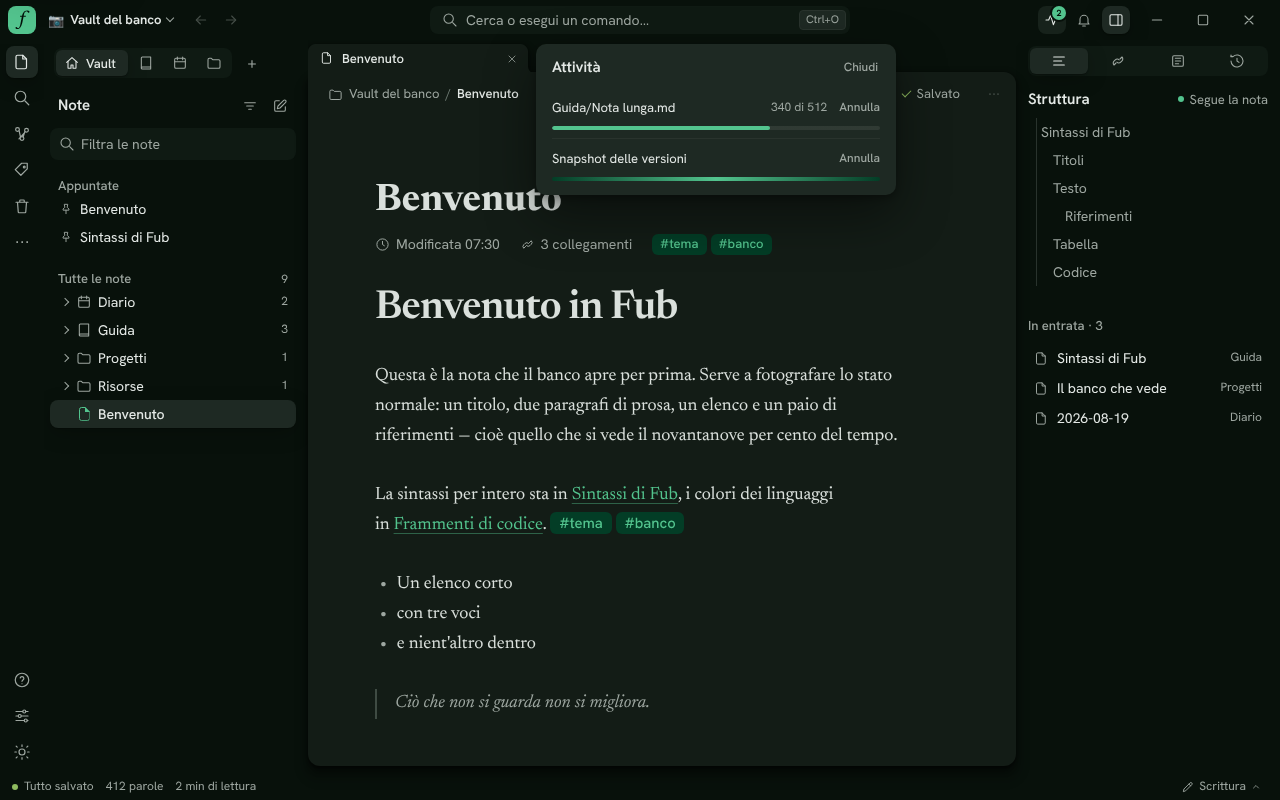 f
Vault del banco
Cerca o esegui un comando...
Ctrl+O
2
Vault
Note
Filtra le note
Appuntate
Benvenuto
Sintassi di Fub
Tutte le note 9
Diario 2
Guida 3
Progetti 1
Risorse 1
Benvenuto
Benvenuto
Vault del banco / Benvenuto
Salvato
Attività Chiudi
Guida/Nota lunga.md 340 di 512 Annulla
Snapshot delle versioni Annulla
Benvenuto
Modificata 07:30 3 collegamenti #tema #banco
Benvenuto in Fub
Questa è la nota che il banco apre per prima. Serve a fotografare lo stato
normale: un titolo, due paragrafi di prosa, un elenco e un paio di
riferimenti — cioè quello che si vede il novantanove per cento del tempo.
La sintassi per intero sta in Sintassi di Fub, i colori dei linguaggi
in Frammenti di codice. #tema #banco
• Un elenco corto
• con tre voci
• e nient'altro dentro
Ciò che non si guarda non si migliora.
Struttura Segue la nota
Sintassi di Fub
Titoli
Testo
Riferimenti
Tabella
Codice
In entrata · 3
Sintassi di Fub Guida
Il banco che vede Progetti
2026-08-19 Diario
Tutto salvato 412 parole 2 min di lettura
Scrittura